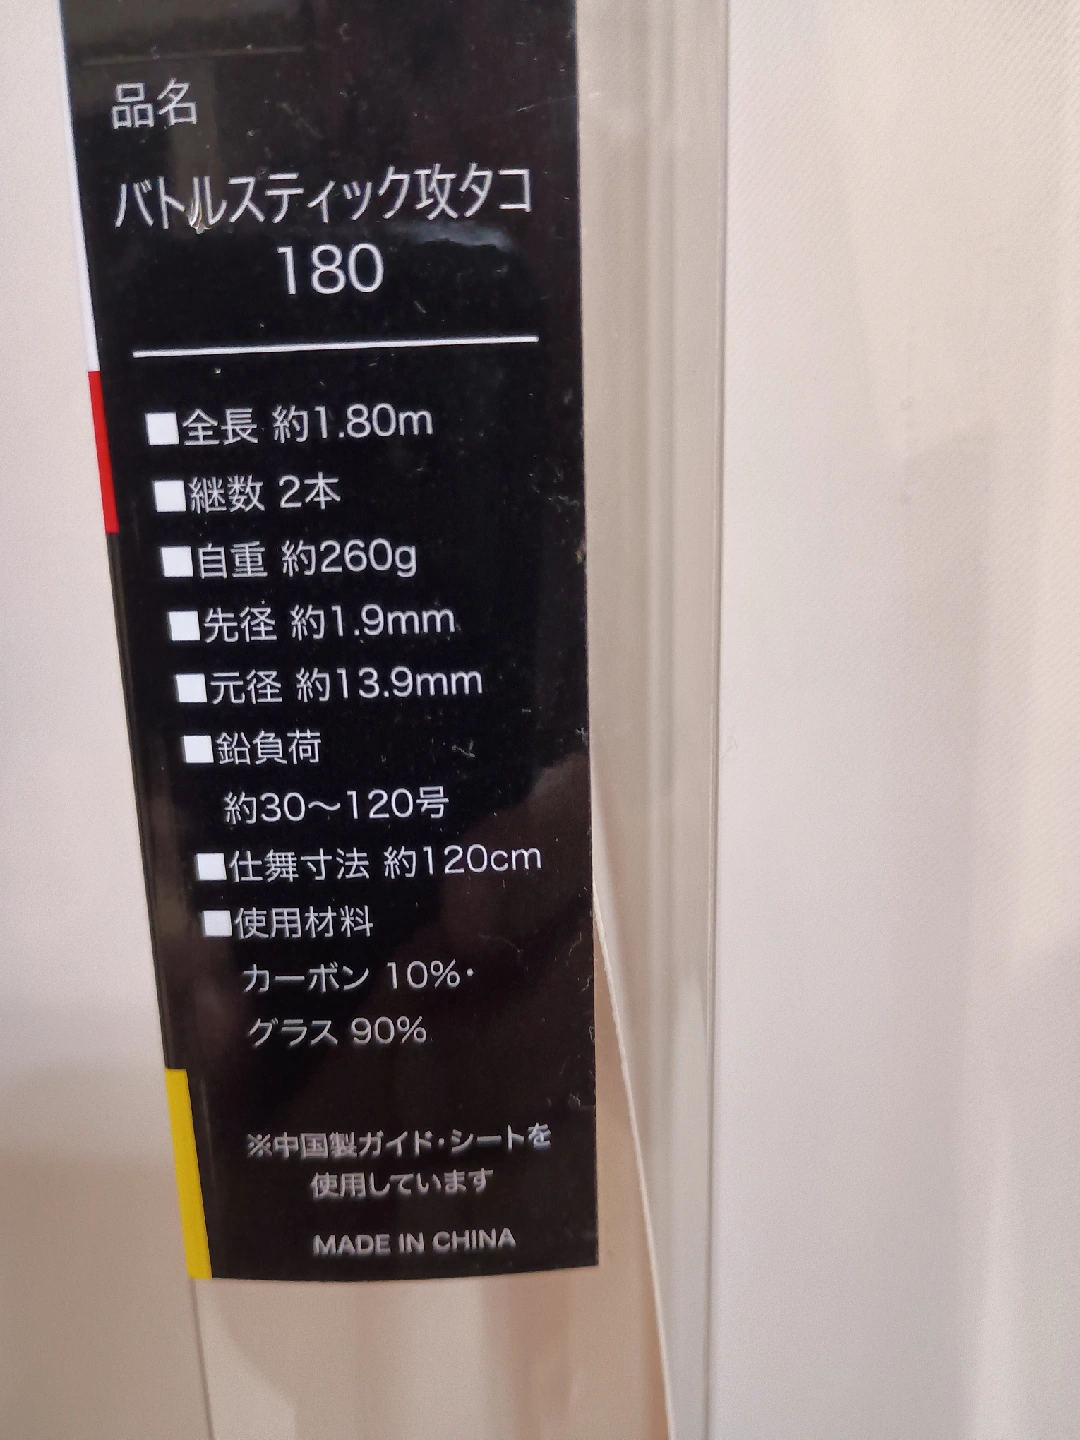 品名
バトルスティック攻タコ
180
■全長 約1.80m
■継数 2本
■自重 約260g
■先径 約1.9mm
■元径 約13.9mm
■鉛負荷
約30～120号
■仕舞寸法 約120cm
■使用材料
カーボン 10%・
グラス 90%
※中国製ガイド・シートを
使用しています
MADE IN CHINA